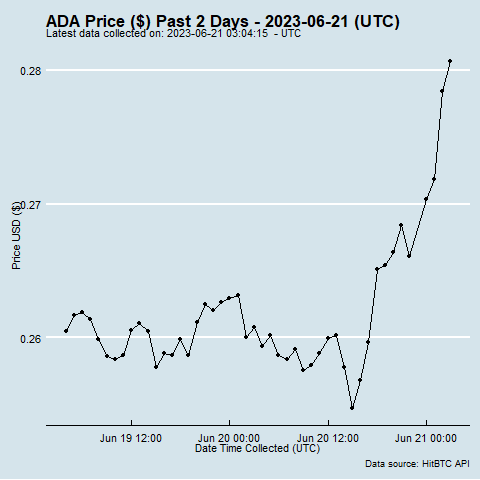 ADA Price ($) Past 2 Days - 2023-06-21 (UTC)
Latest data collected on: 2023-06-21 03:04:15  - UTC
0.28
0.27
0.26
Price USD ($)
Jun 19 12:00
Jun 20 00:00
Jun 20 12:00
Jun 21 00:00
Date Time Collected (UTC)
Data source: HitBTC API